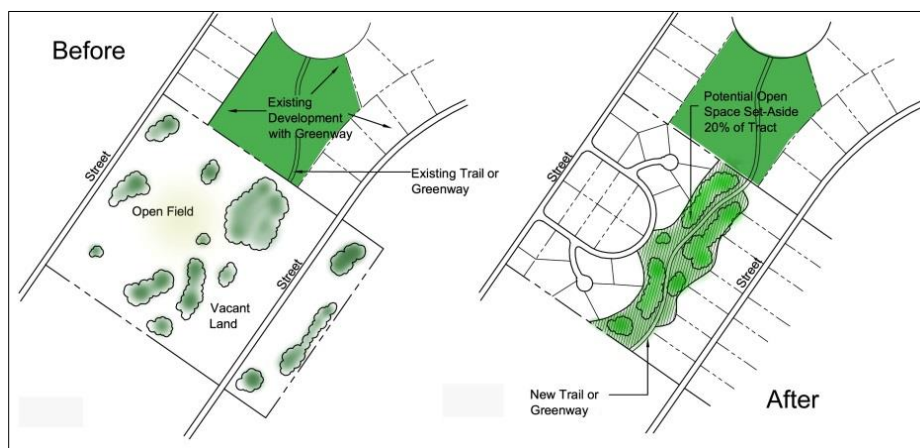 Before
Existing
Development
with Greenway
Street
Existing Trail or
Greenway
Open Field
Street
Vacant
Land
Potential Open
Space Set-Aside
20% of Tract
Street
Street
New Trail or
Greenway
After